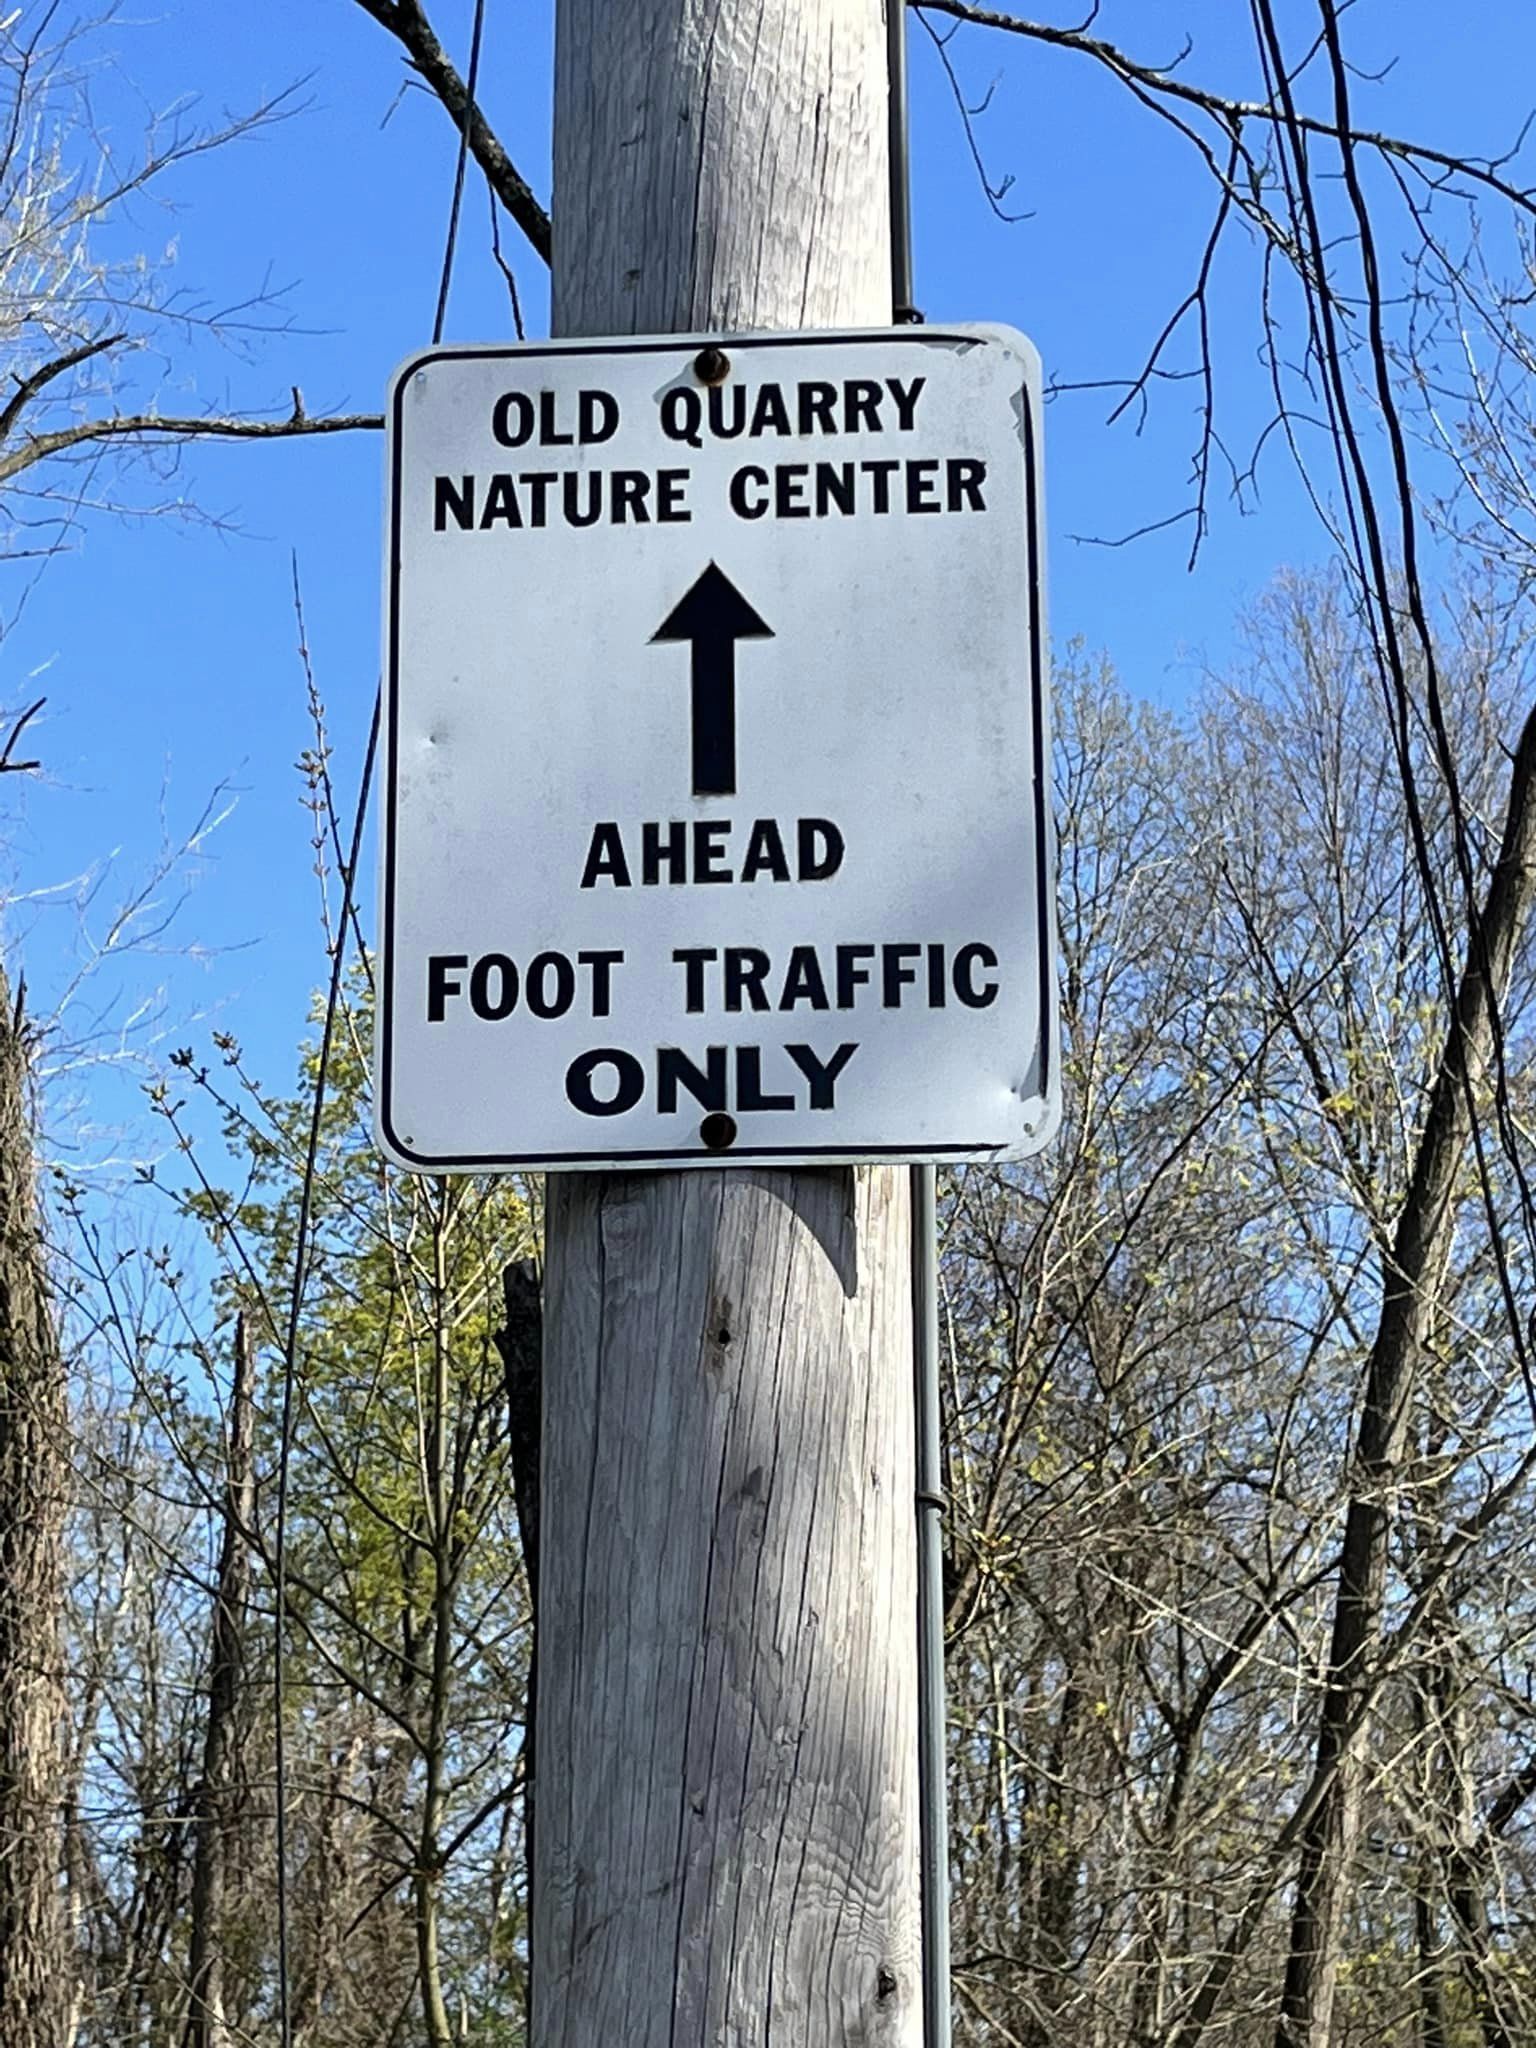 OLD QUARRY
NATURE CENTER
AHEAD
FOOT TRAFFIC
ONLY